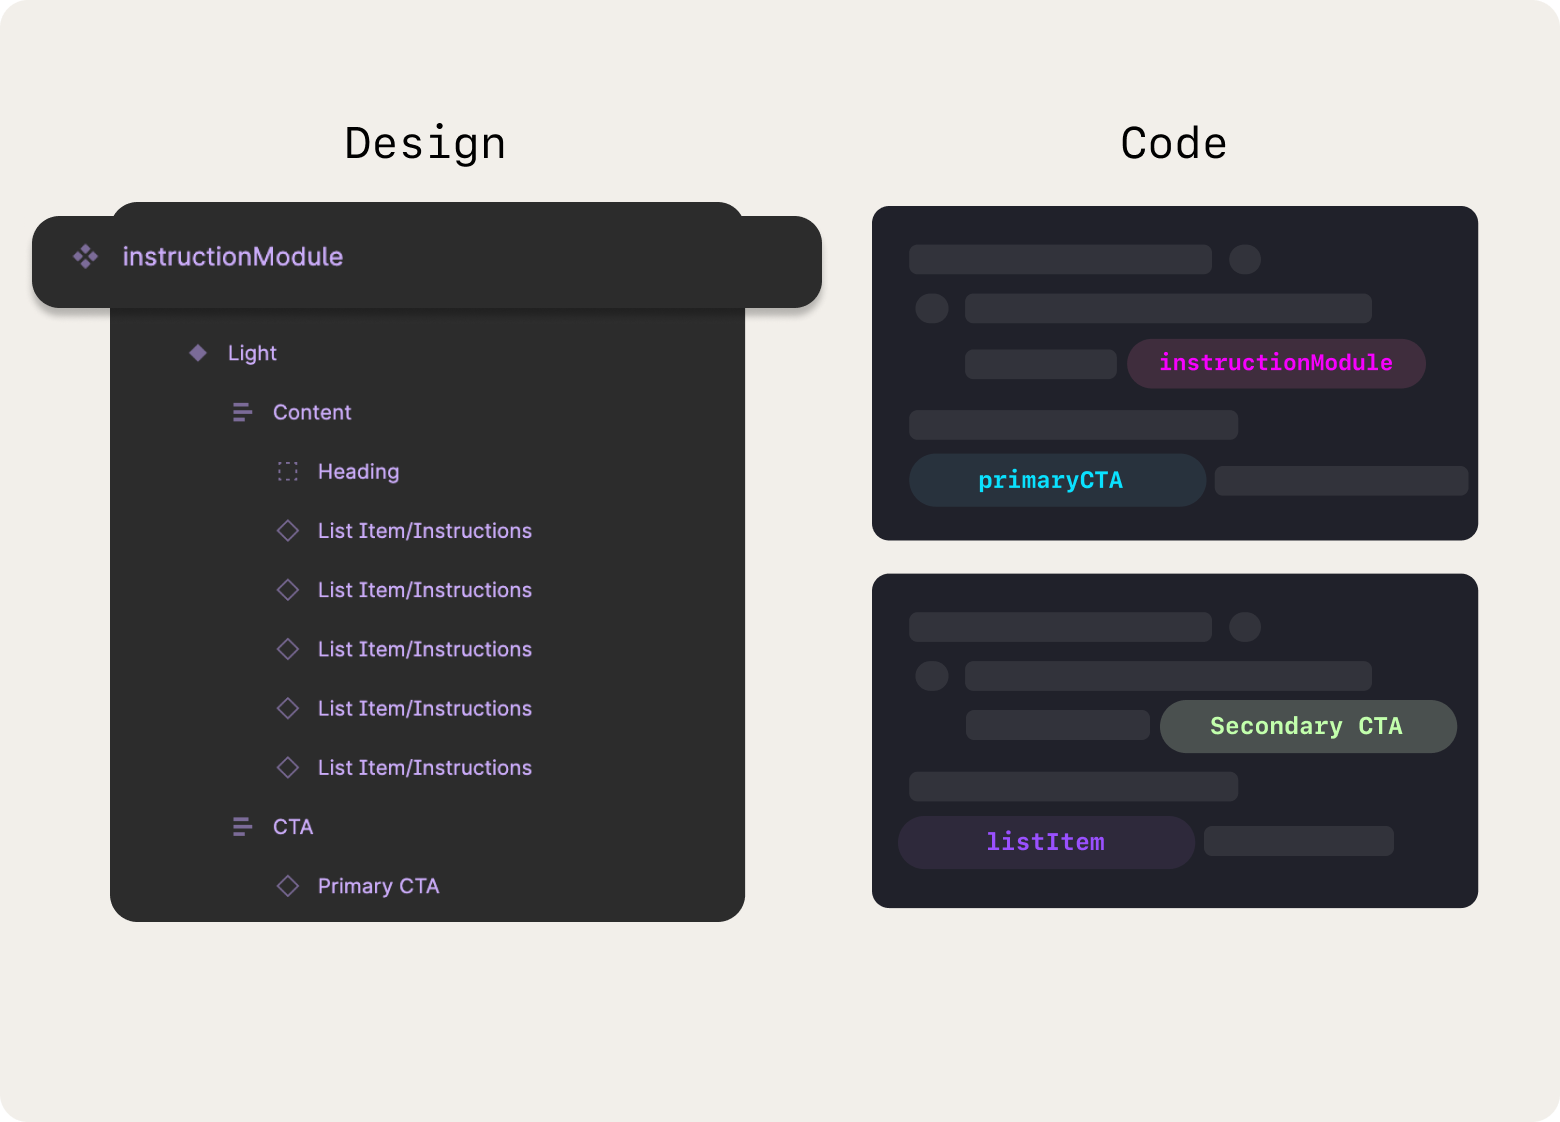 Design
instructionModule
Light
Content
Heading
List Item/Instructions
List Item/Instructions
List Item/Instructions
List Item/Instructions
List Item/Instructions
CTA
Primary CTA
Code
instructionModule
primaryCTA
Secondary CTA
listItem